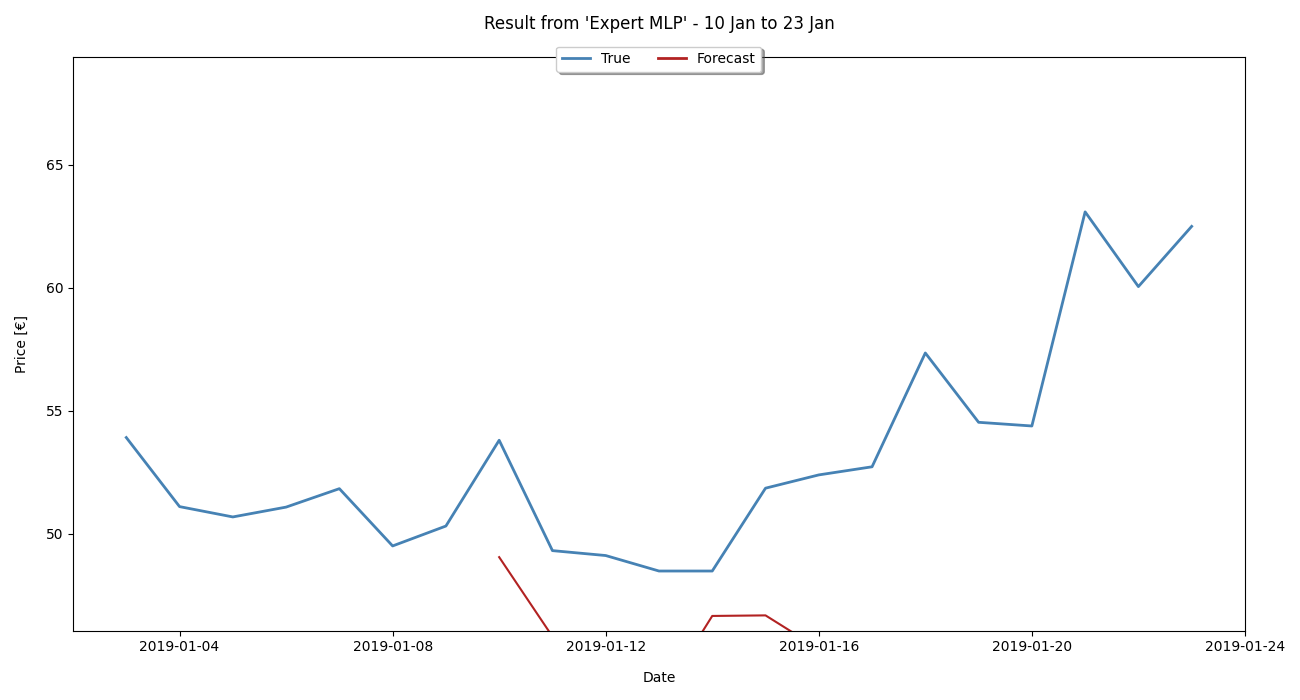 Result from 'Expert MLP' - 10 Jan to 23 Jan
True Forecast
65
60
55
50
Price [€]
2019-01-04 2019-01-08 2019-01-12 2019-01-16 2019-01-20 2019-01-24
Date